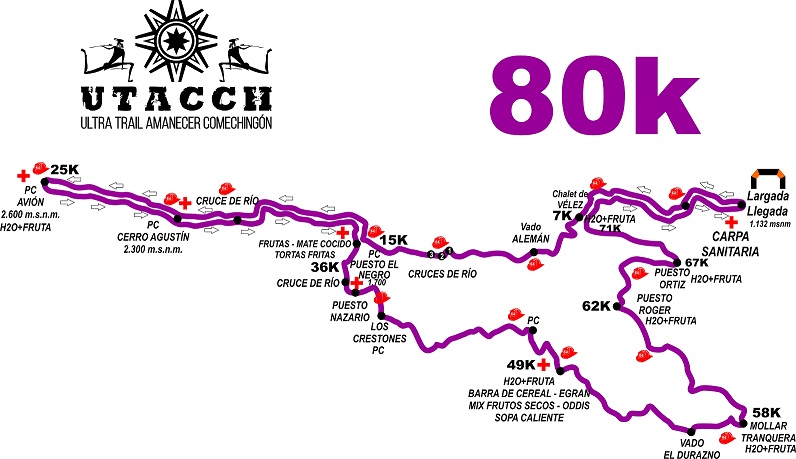 UTACCH
ULTRA TRAIL AMANECER COMECHINGÓN
80k
25K
PC
AVIÓN
2.600 m.s.n.m.
H2O+FRUTA
CRUCE DE RÍO
PC
CERRO AGUSTÍN
2.300 m.s.n.m.
FRUTAS - MATE COCIDO
TORTAS FRITAS
15K
PC
PUESTO EL
NEGRO
1,700
36K
CRUCE DE RÍO
PUESTO
NAZARIO
LOS
CRESTONES
PC
3 2 1
CRUCES DE RÍO
Vado
ALEMÁN
Chalet de
VÉLEZ
7K
H2O+FRUTA
71K
Largada
Llegada
1.132 msnm
CARPA
SANITARIA
67K
PUESTO
ORTIZ
H2O+FRUTA
62K
PUESTO
ROGER
H2O+FRUTA
PC
49K
H2O+FRUTA
BARRA DE CEREAL - EGRAN
MIX FRUTOS SECOS - ODDIS
SOPA CALIENTE
58K
MOLLAR
TRANQUERA
H2O+FRUTA
VADO
EL DURAZNO